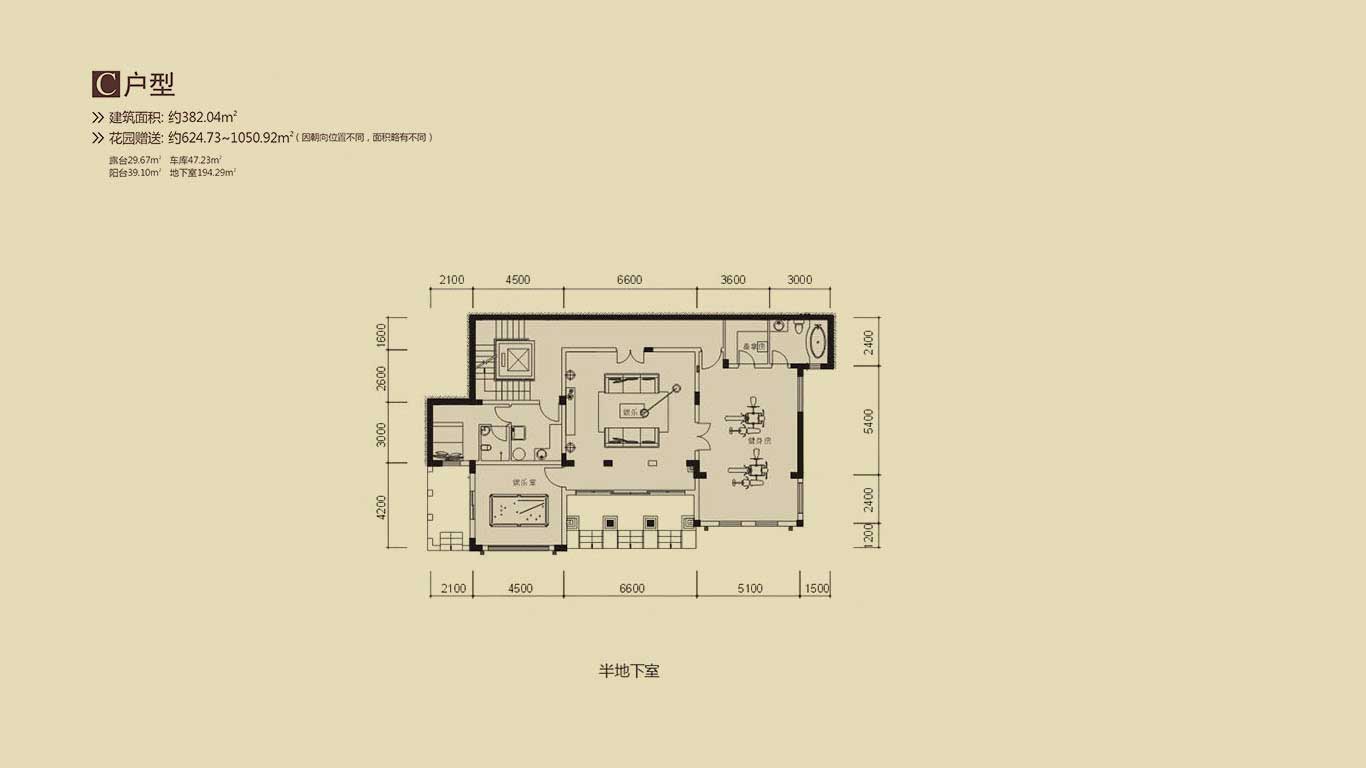 C户型
建筑面积: 约382.04m²
花园赠送: 约624.73~1050.92m²(因朝向位置不同，面积略有不同)
露台29.67m² 车库47.23m²
阳台39.10m² 地下室194.29m²
2100 4500 6600 3600 3000
1600
2600
3000
4200
2400
5400
2400
1200
桑拿房
娱乐
健身房
娱乐室
2100 4500 6600 5100 1500
半地下室